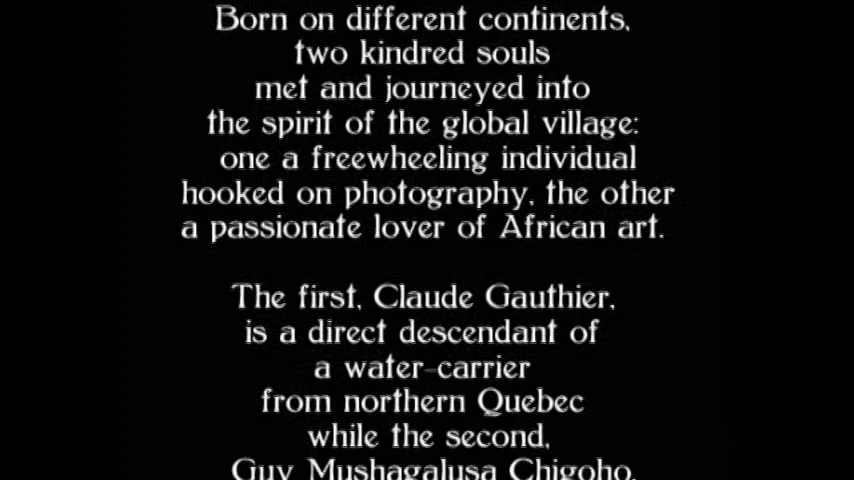 Born on different continents,
two kindred souls
met and journeyed into
the spirit of the global village:
one a freewheeling individual
hooked on photography, the other
a passionate lover of African art.
The first, Claude Gauthier,
is a direct descendant of
a water-carrier
from northern Quebec
while the second,
Guy Mushagalusa Chigoho,